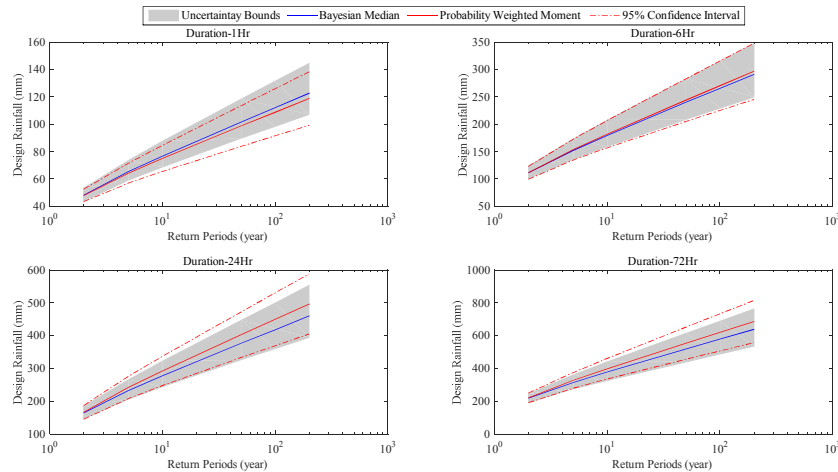 Uncertaintay Bounds Bayesian Median Probability Weighted Moment 95% Confidence Interval
Duration-1Hr
Design Rainfall (mm)
160
140
120
100
80
60
40
10^0 10^1 10^2 10^3
Return Periods (year)
Duration-6Hr
Design Rainfall (mm)
350
300
250
200
150
100
50
10^0 10^1 10^2 10^3
Return Periods (year)
Duration-24Hr
Design Rainfall (mm)
600
500
400
300
200
100
10^0 10^1 10^2 10^3
Return Periods (year)
Duration-72Hr
Design Rainfall (mm)
1000
800
600
400
200
0
10^0 10^1 10^2
Return Periods (year)